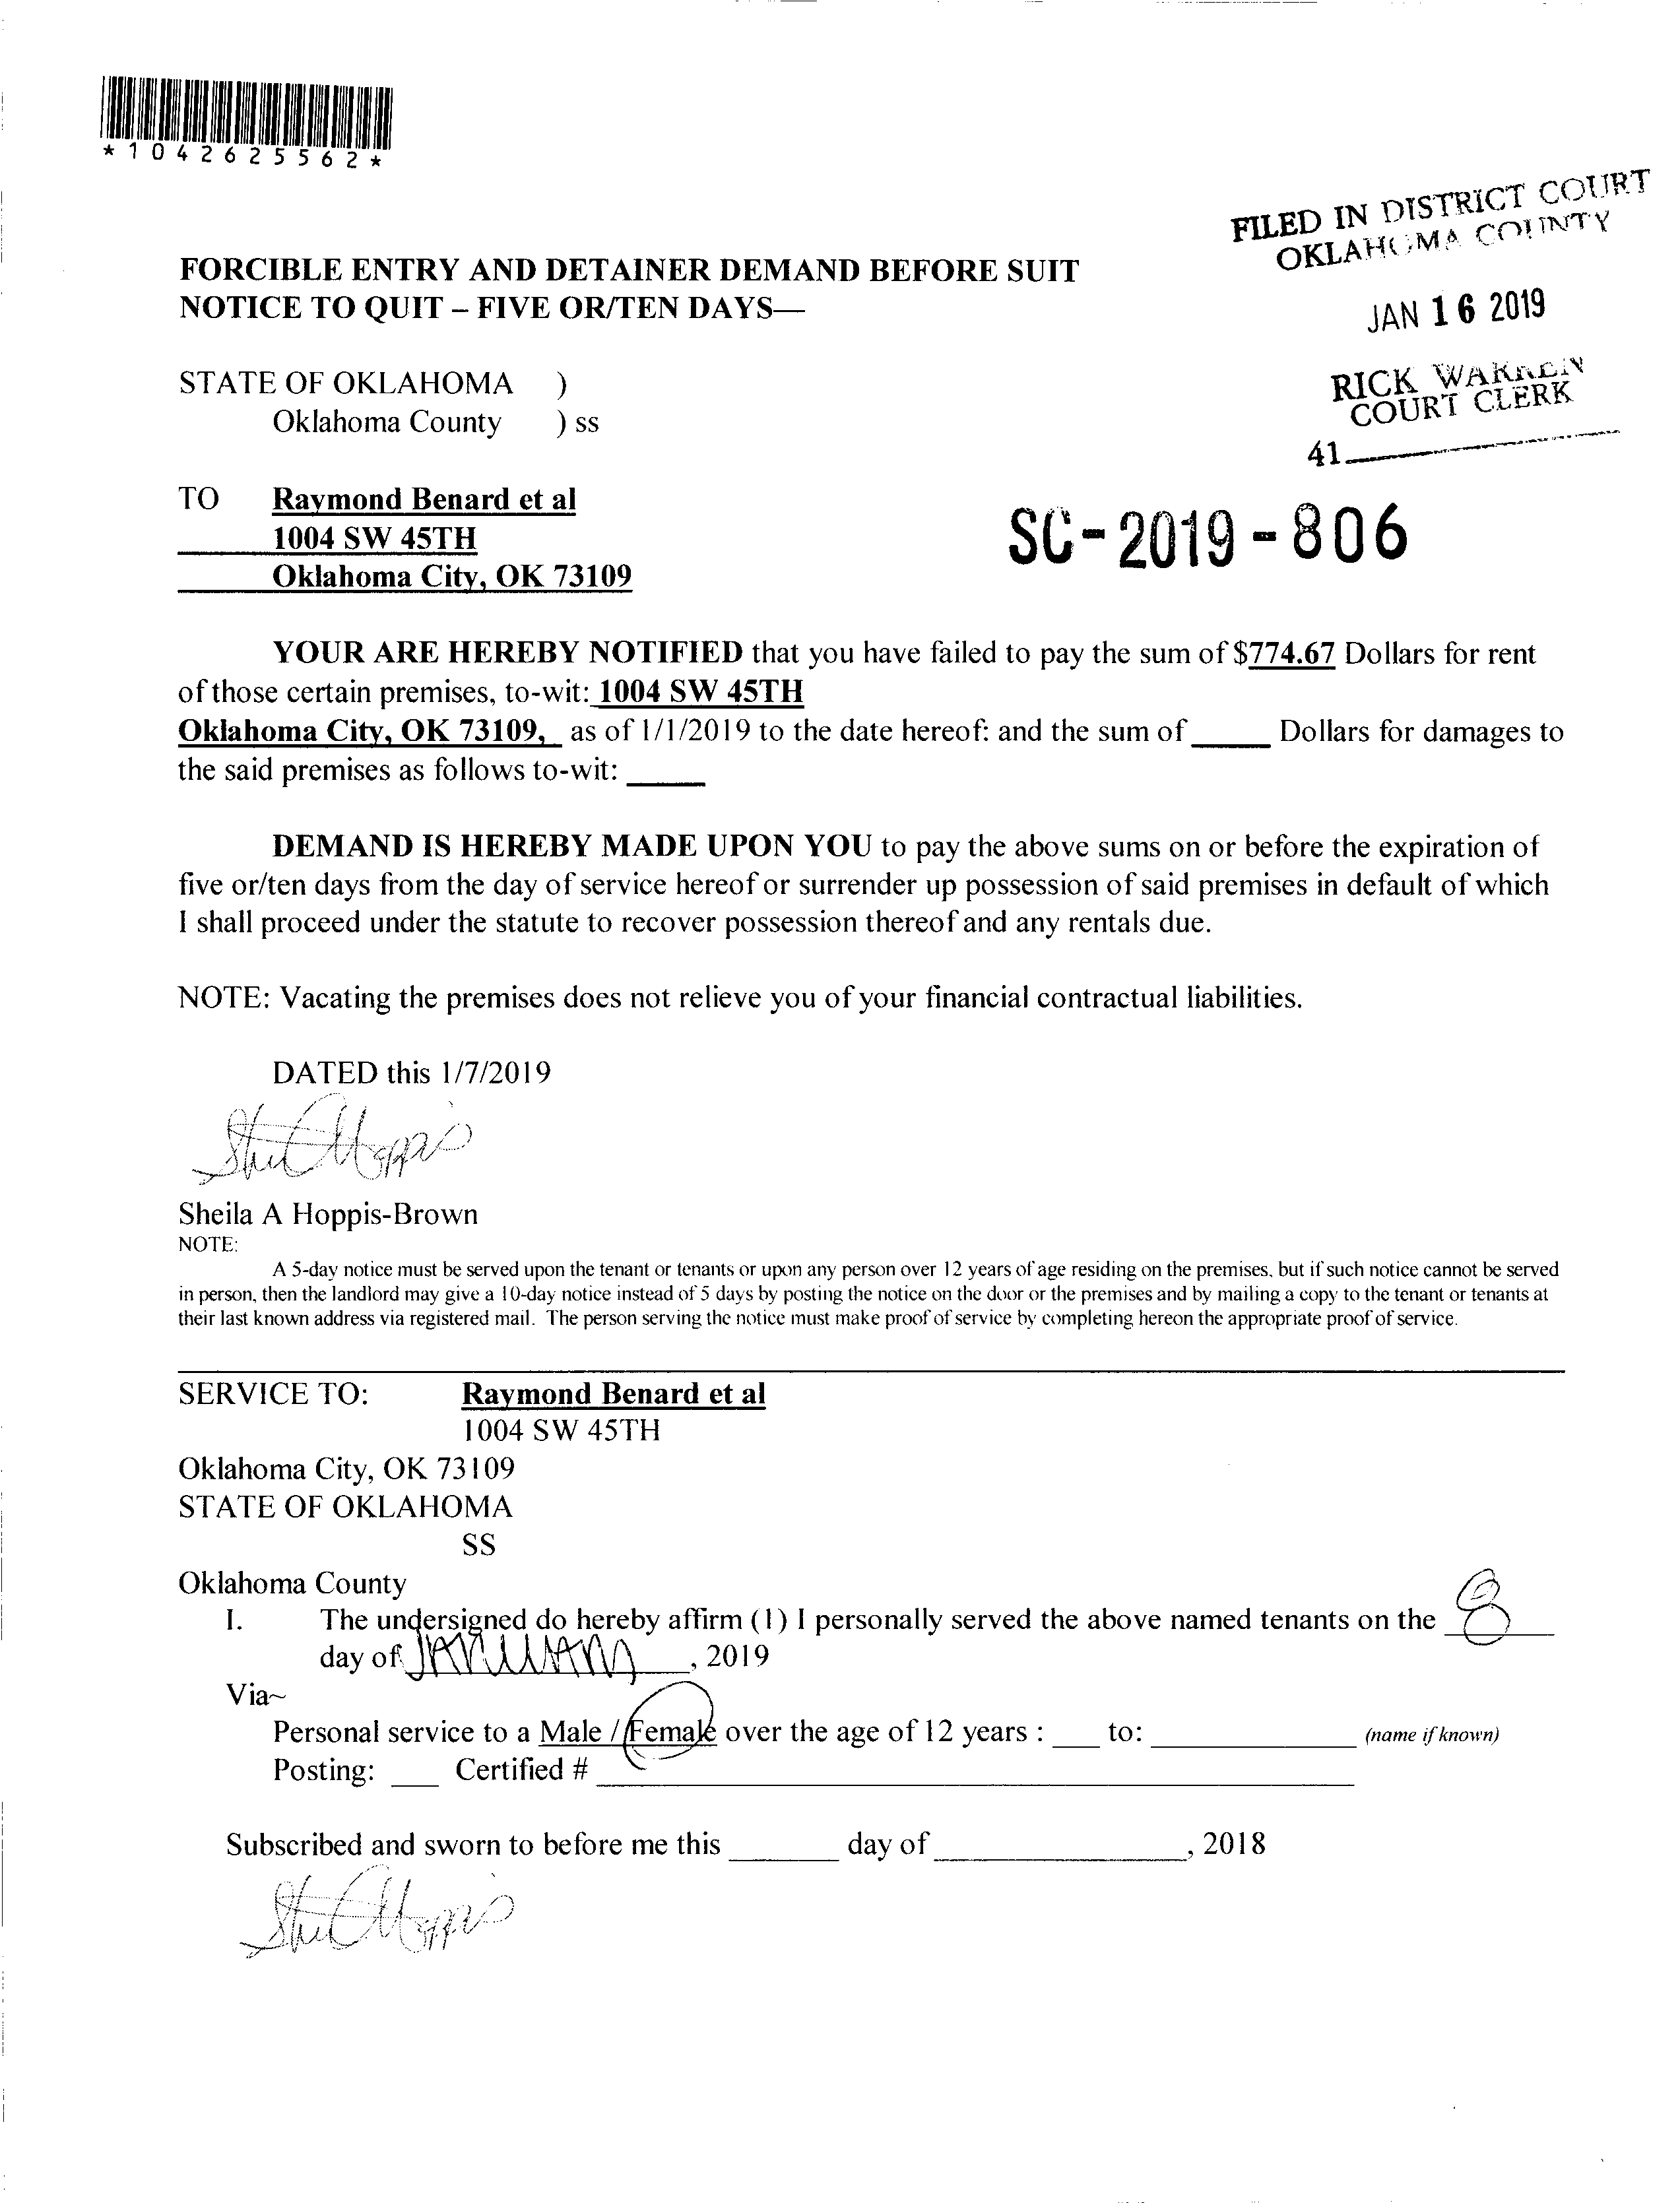 *1042625562*
FILED IN DISTRICT COURT
OKLAHOMA COUNTY
FORCIBLE ENTRY AND DETAINER DEMAND BEFORE SUIT
NOTICE TO QUIT – FIVE OR/TEN DAYS—
JAN 16 2019
STATE OF OKLAHOMA )
RICK WARREN
COURT CLERK
Oklahoma County ) ss
41
TO Raymond Benard et al
1004 SW 45TH
SC-2019-806
Oklahoma City, OK 73109
YOUR ARE HEREBY NOTIFIED that you have failed to pay the sum of $774.67 Dollars for rent
of those certain premises, to-wit: 1004 SW 45TH
Oklahoma City, OK 73109, as of 1/1/2019 to the date hereof: and the sum of _____ Dollars for damages to
the said premises as follows to-wit: _____
DEMAND IS HEREBY MADE UPON YOU to pay the above sums on or before the expiration of
five or/ten days from the day of service hereof or surrender up possession of said premises in default of which
I shall proceed under the statute to recover possession thereof and any rentals due.
NOTE: Vacating the premises does not relieve you of your financial contractual liabilities.
DATED this 1/7/2019
Sheila A Hoppis-Brown
NOTE:
A 5-day notice must be served upon the tenant or tenants or upon any person over 12 years of age residing on the premises, but if such notice cannot be served
in person, then the landlord may give a 10-day notice instead of 5 days by posting the notice on the door or the premises and by mailing a copy to the tenant or tenants at
their last known address via registered mail. The person serving the notice must make proof of service by completing hereon the appropriate proof of service.
SERVICE TO: Raymond Benard et al
1004 SW 45TH
Oklahoma City, OK 73109
STATE OF OKLAHOMA
SS
Oklahoma County
I. The undersigned do hereby affirm (1) I personally served the above named tenants on the 8
day of January, 2019
Via~
Personal service to a Male / Female over the age of 12 years : ___ to: ______________ (name if known)
Posting: ___ Certified # ______________
Subscribed and sworn to before me this _______ day of ________________, 2018